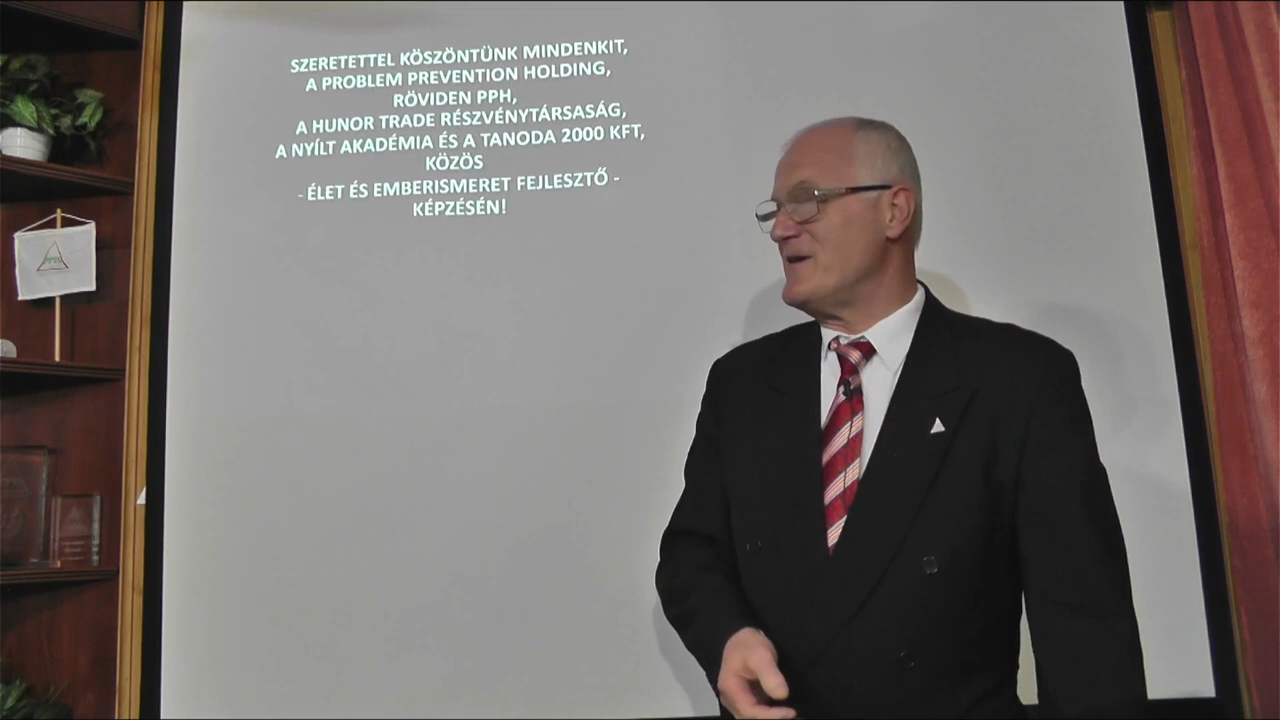 SZERETETTEL KÖSZÖNTÜNK MINDENKIT,
A PROBLEM PREVENTION HOLDING,
RÖVIDEN PPH,
A HUNOR TRADE RÉSZVÉNYTÁRSASÁG,
A NYÍLT AKADÉMIA ÉS A TANODA 2000 KFT,
KÖZÖS
- ÉLET ÉS EMBERISMERET FEJLESZTŐ -
KÉPZÉSÉN!